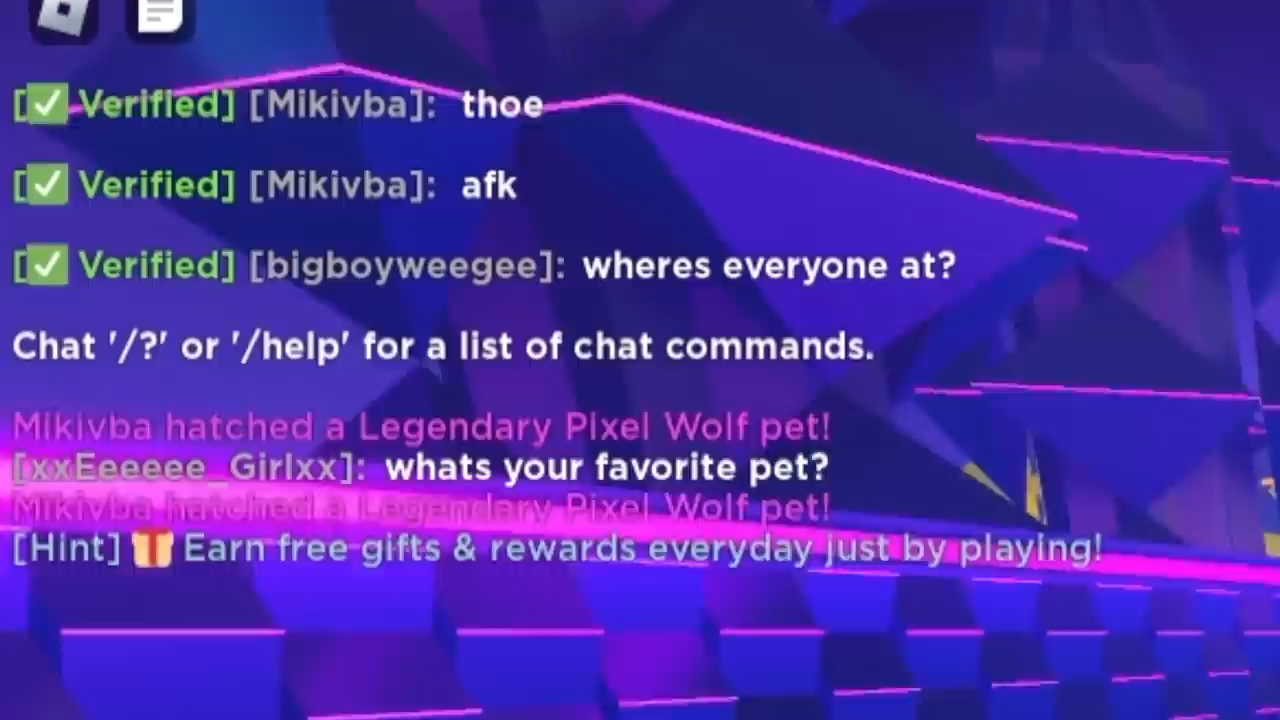 [✅ Verified] [Mikivba]: thoe
[✅ Verified] [Mikivba]: afk
[✅ Verified] [bigboyweegee]: wheres everyone at?
Chat '/?' or '/help' for a list of chat commands.
Mikivba hatched a Legendary Pixel Wolf pet!
[xxEeeeee_Girlxx]: whats your favorite pet?
Mikivba hatched a Legendary Pixel Wolf pet!
[Hint] 🎁 Earn free gifts & rewards everyday just by playing!